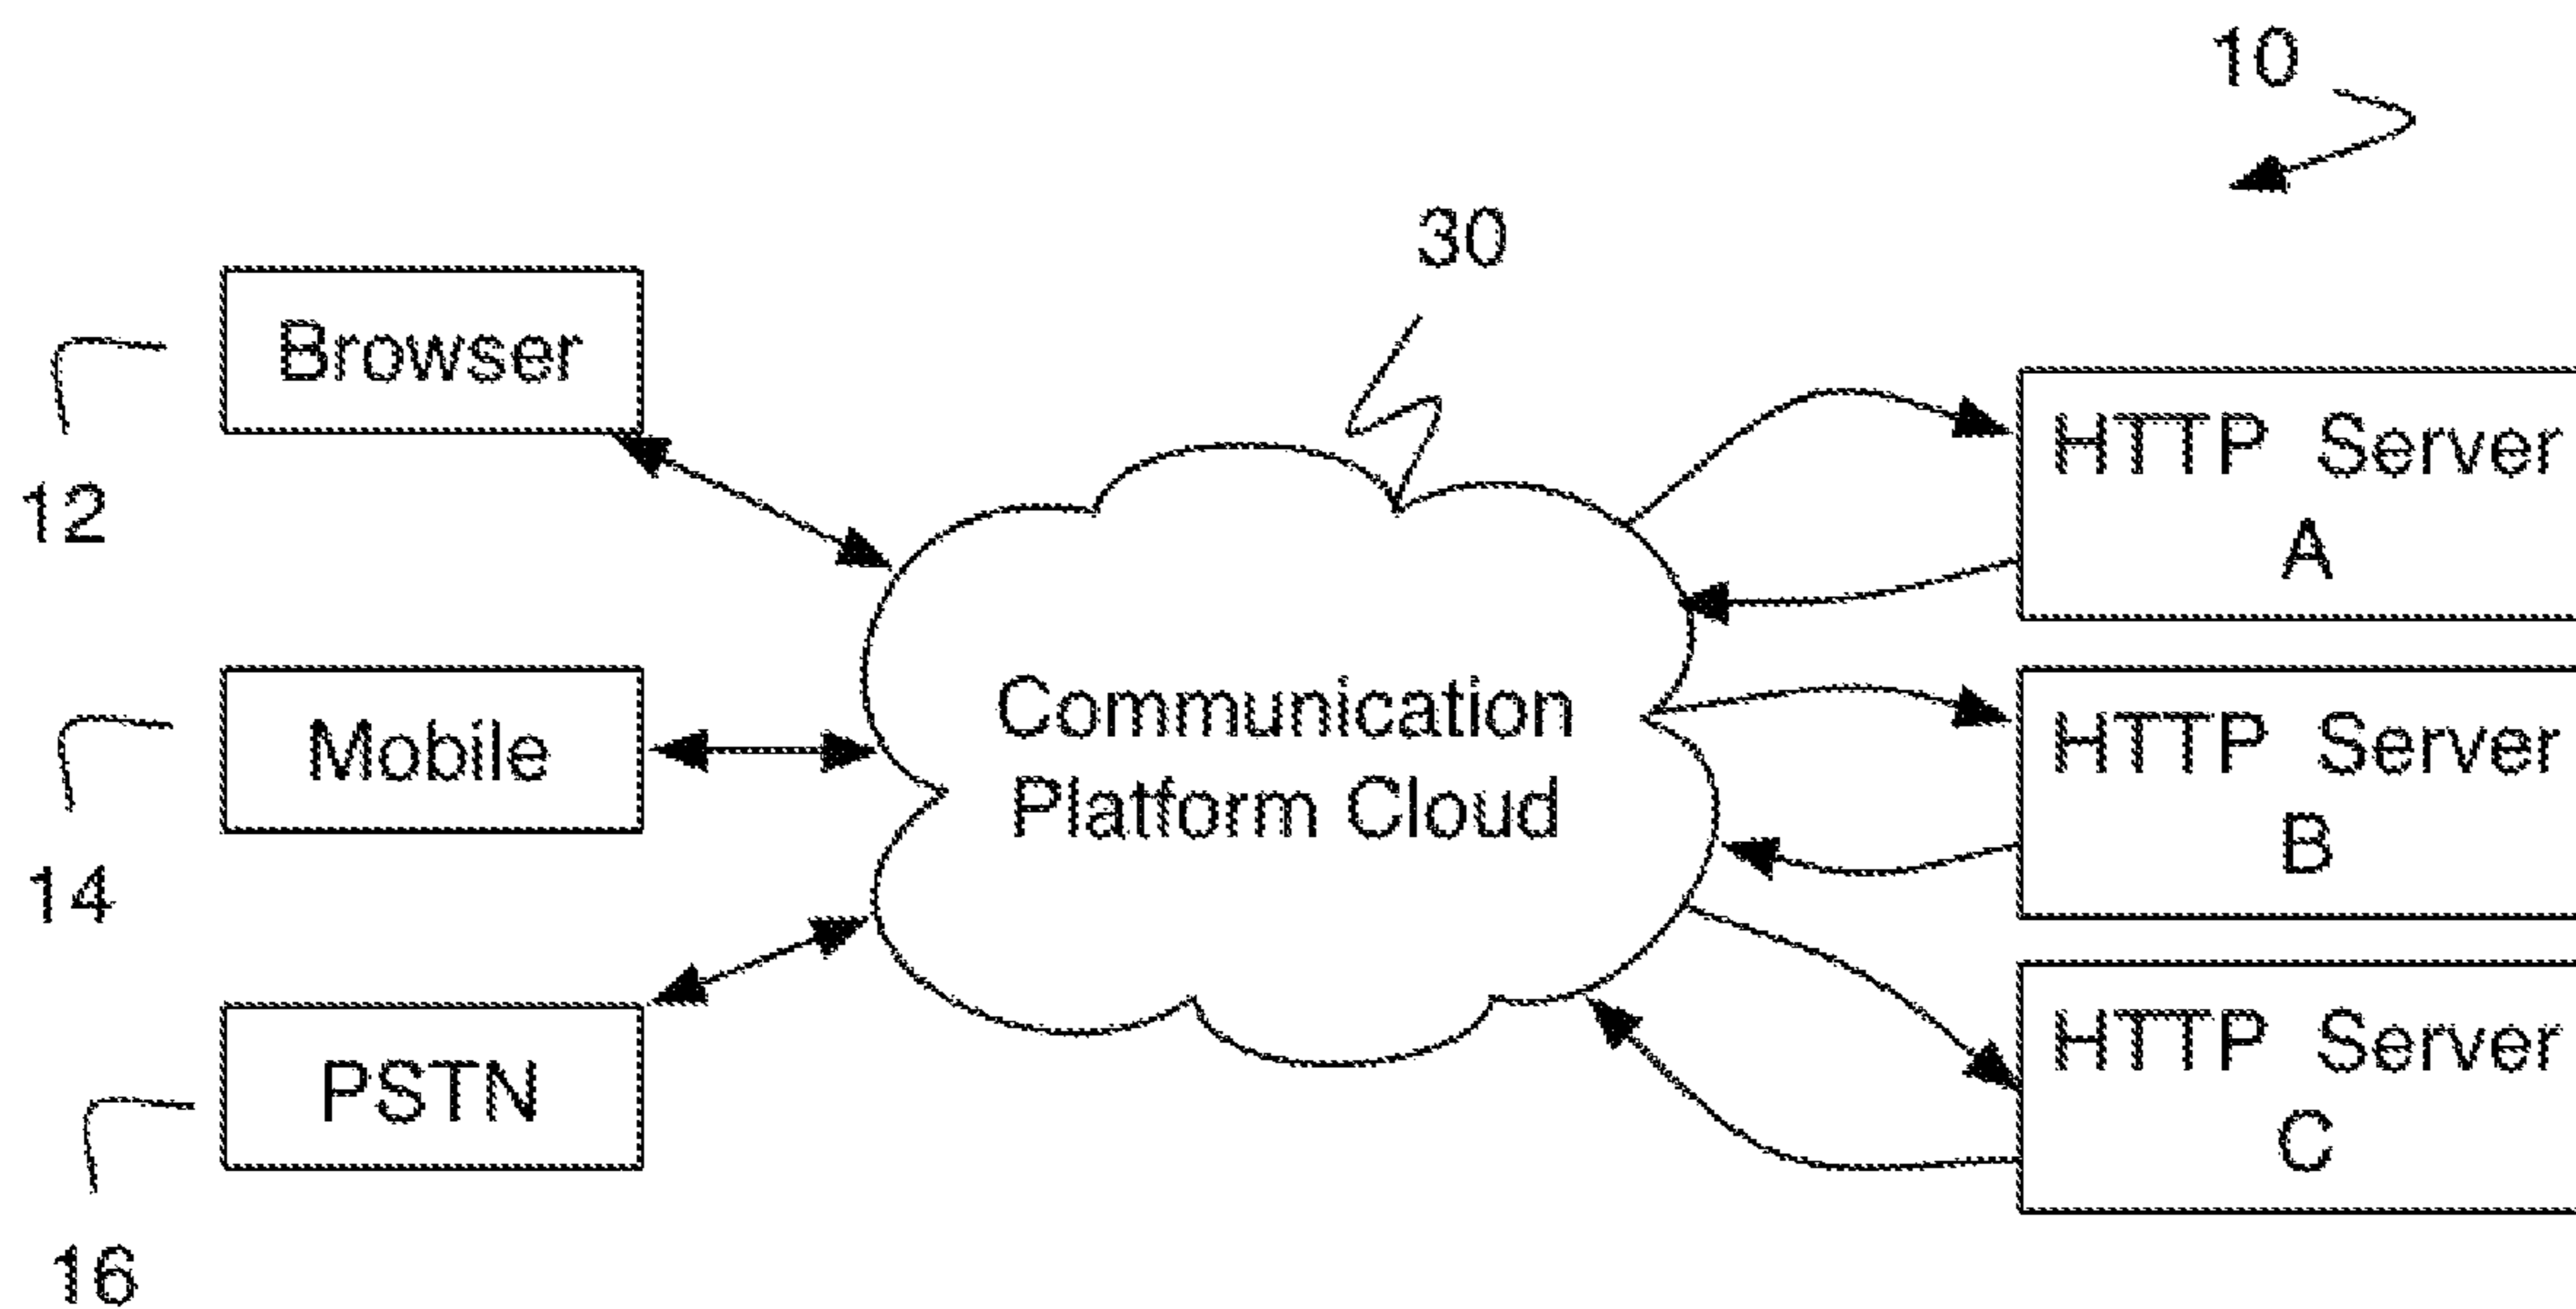 10
30
Browser
12
HTTP Server
A
Mobile
14
Communication
Platform Cloud
HTTP Server
B
PSTN
16
HTTP Server
C